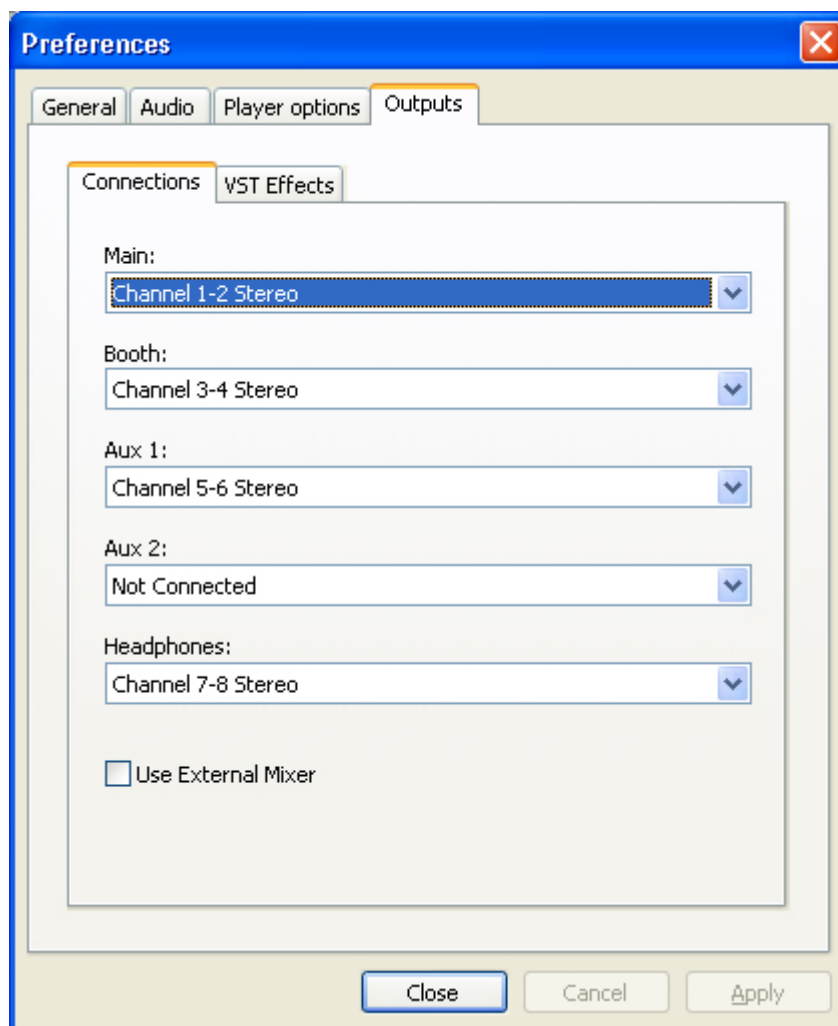 Preferences
General Audio Player options Outputs
Connections VST Effects
Main:
Channel 1-2 Stereo
Booth:
Channel 3-4 Stereo
Aux 1:
Channel 5-6 Stereo
Aux 2:
Not Connected
Headphones:
Channel 7-8 Stereo
Use External Mixer
Close Cancel Apply